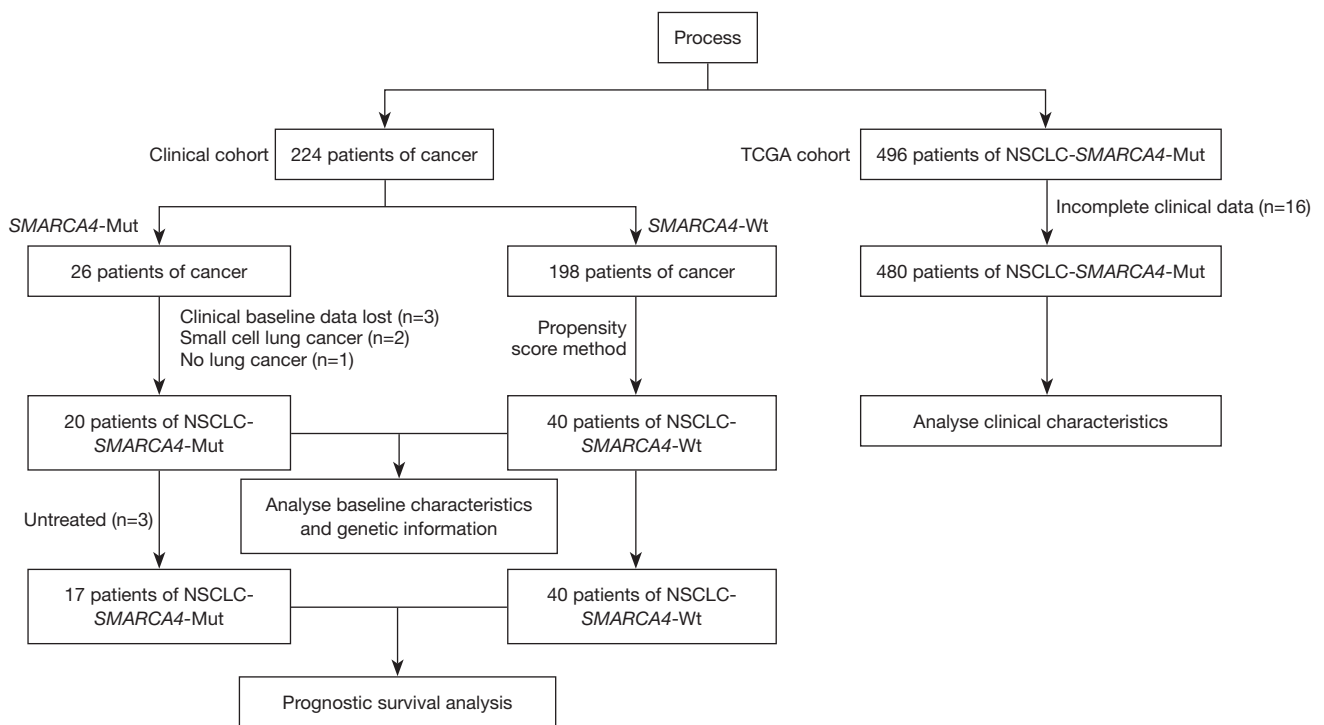 Process
Clinical cohort
224 patients of cancer
TCGA cohort
496 patients of NSCLC-SMARCA4-Mut
Incomplete clinical data (n=16)
SMARCA4-Mut
SMARCA4-Wt
26 patients of cancer
198 patients of cancer
480 patients of NSCLC-SMARCA4-Mut
Clinical baseline data lost (n=3)
Small cell lung cancer (n=2)
No lung cancer (n=1)
Propensity
score method
20 patients of NSCLC-
SMARCA4-Mut
40 patients of NSCLC-
SMARCA4-Wt
Analyse clinical characteristics
Analyse baseline characteristics
and genetic information
Untreated (n=3)
17 patients of NSCLC-
SMARCA4-Mut
40 patients of NSCLC-
SMARCA4-Wt
Prognostic survival analysis